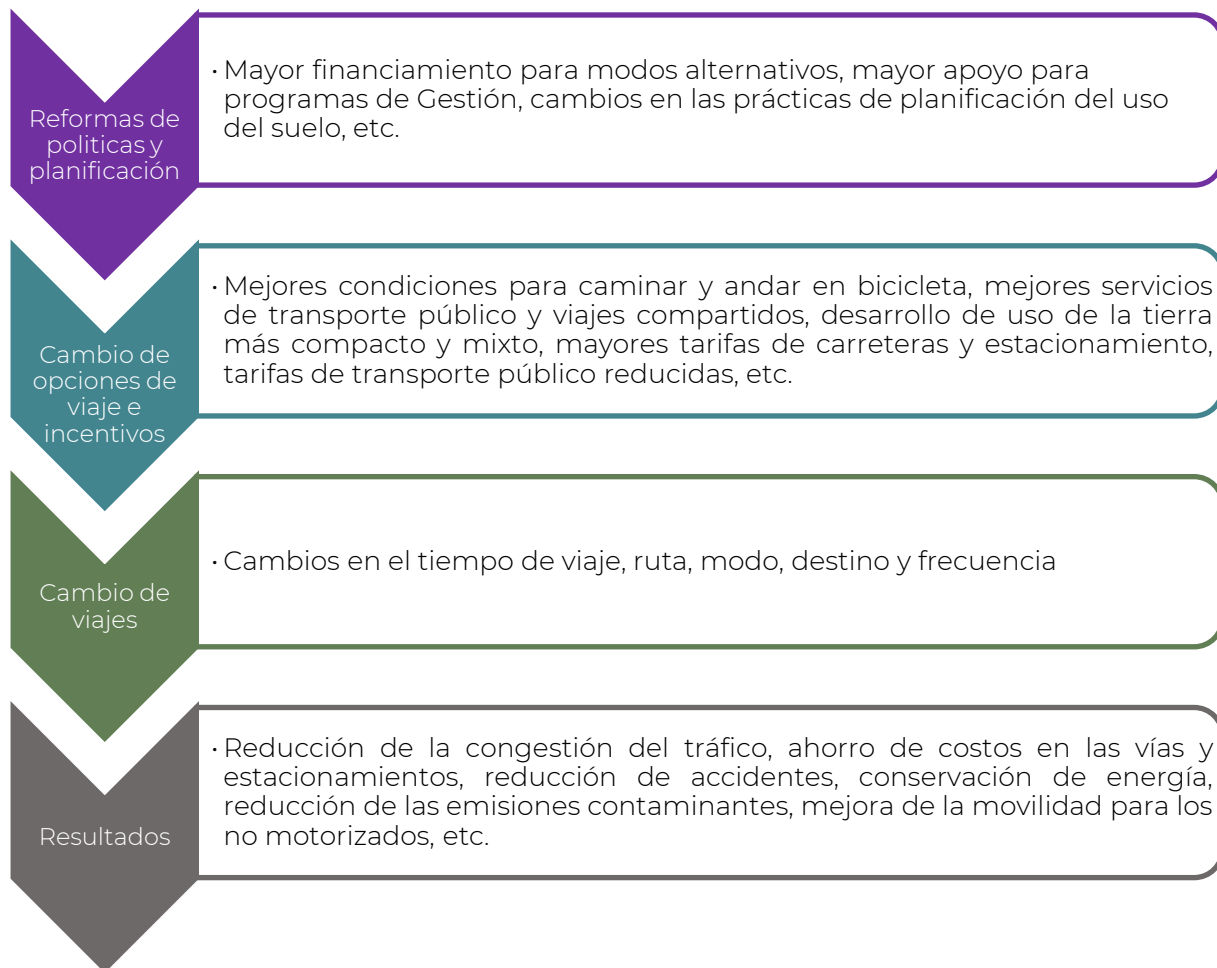 Reformas de
politicas y
planificación
· Mayor financiamiento para modos alternativos, mayor apoyo para
programas de Gestión, cambios en las prácticas de planificación del uso
del suelo, etc.
Cambio de
opciones de
viaje e
incentivos
· Mejores condiciones para caminar y andar en bicicleta, mejores servicios
de transporte público y viajes compartidos, desarrollo de uso de la tierra
más compacto y mixto, mayores tarifas de carreteras y estacionamiento,
tarifas de transporte público reducidas, etc.
Cambio de
viajes
· Cambios en el tiempo de viaje, ruta, modo, destino y frecuencia
Resultados
· Reducción de la congestión del tráfico, ahorro de costos en las vías y
estacionamientos, reducción de accidentes, conservación de energía,
reducción de las emisiones contaminantes, mejora de la movilidad para los
no motorizados, etc.